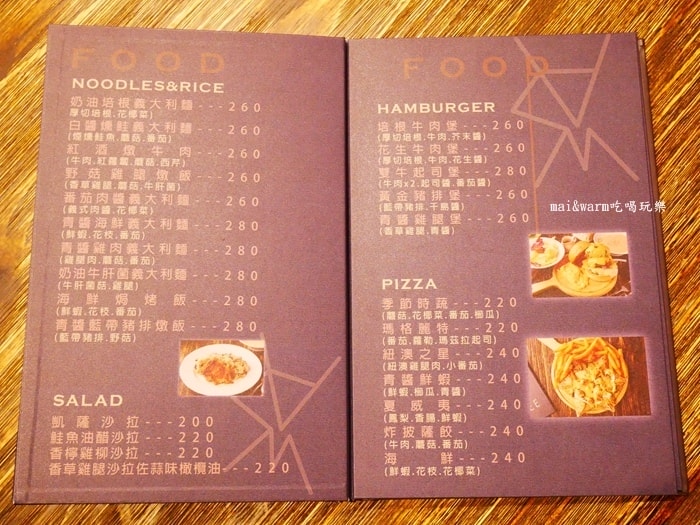 FOOD
NOODLES&RICE
奶油培根義大利麵---260
(厚切培根.花椰菜)
白醬燻鮭義大利麵---260
(煙燻鮭魚.蘑菇.番茄)
紅酒燉牛肉---260
(牛肉.紅蘿蔔.蘑菇.西芹)
野菇雞腿燉飯---260
(香草雞腿.蘑菇.牛肝菌)
番茄肉醬義大利麵---260
(義式肉醬.花椰菜)
青醬海鮮義大利麵---280
(鮮蝦.花枝.番茄)
青醬雞肉義大利麵---280
(雞腿肉.蘑菇.番茄)
奶油牛肝菌義大利麵---280
(牛肝菌菇.雞腿)
海鮮焗烤飯---280
(鮮蝦.花枝.番茄)
青醬藍帶豬排燉飯---280
(藍帶豬排.野菇)
SALAD
凱薩沙拉---200
鮭魚油醋沙拉---220
香檸雞柳沙拉---220
香草雞腿沙拉佐蒜味橄欖油---220
FOOD
HAMBURGER
培根牛肉堡---260
(厚切培根.牛肉.芥末醬)
花生牛肉堡---260
(厚切培根.牛肉.花生醬)
雙牛起司堡---280
(牛肉x2.起司醬.番茄醬)
黃金豬排堡---260
(藍帶豬排.千島醬)
青醬雞腿堡---260
(香草雞腿.青醬)
mai&warm吃喝玩樂
PIZZA
季節時蔬---220
(蘑菇.花椰菜.番茄.櫛瓜)
瑪格麗特---220
(番茄.羅勒.瑪茲拉起司)
紐澳之星---240
(紐澳雞腿肉.小番茄)
青醬鮮蝦---240
(鮮蝦.櫛瓜.青醬)
夏威夷---240
(鳳梨.香腸.鮮蝦)
炸披薩餃---240
(牛肉.蘑菇.番茄)
海鮮---240
(鮮蝦.花枝.花椰菜)